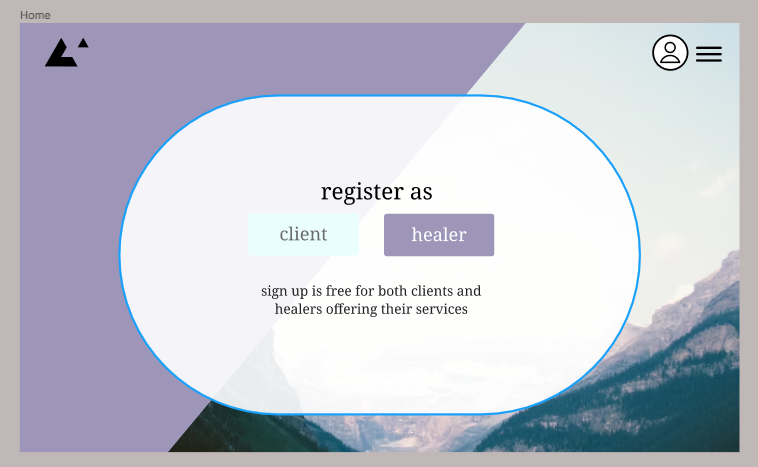 Home
register as
client
healer
sign up is free for both clients and
healers offering their services